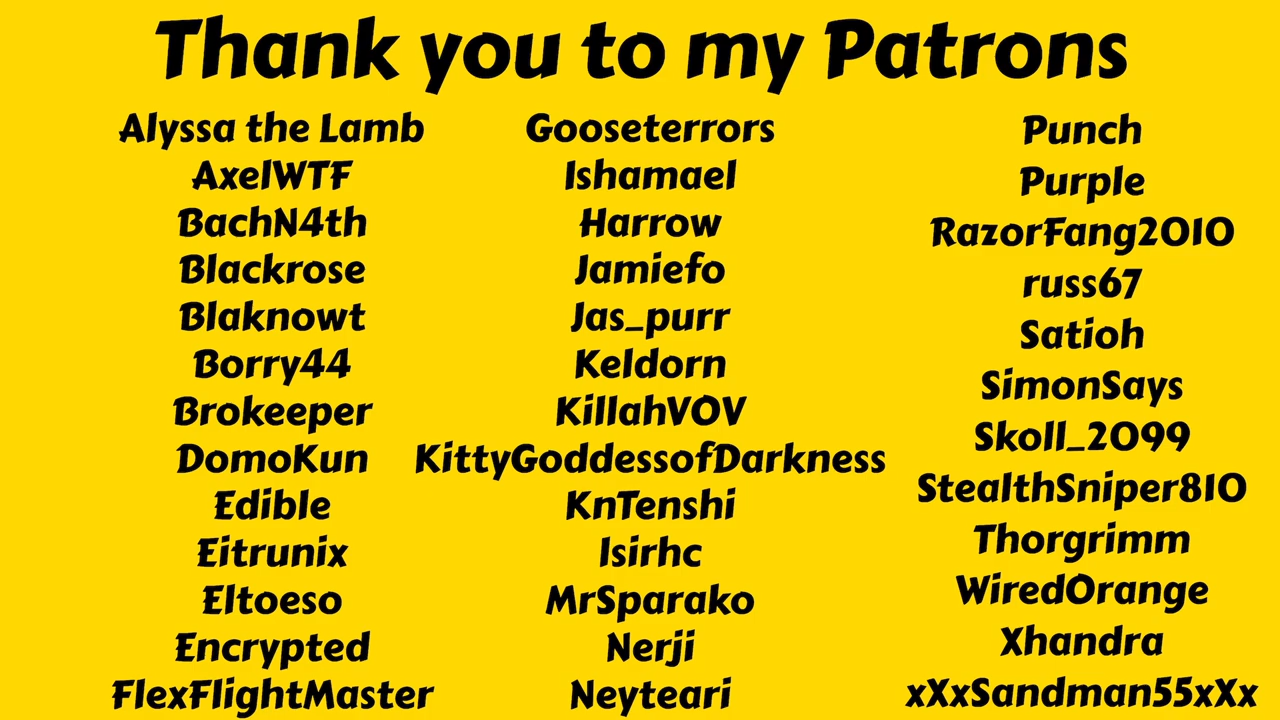 Thank you to my Patrons
Alyssa the Lamb
AxelWTF
BachN4th
Blackrose
Blaknowt
Borry44
Brokeeper
DomoKun
Edible
Eitrunix
Eltoeso
Encrypted
FlexFlightMaster
Gooseterrors
Ishamael
Harrow
Jamiefo
Jas_purr
Keldorn
KillahVOV
KittyGoddessofDarkness
KnTenshi
lsirhc
MrSparako
Nerji
Neyteari
Punch
Purple
RazorFang2010
russ67
Satioh
SimonSays
Skoll_2099
StealthSniper810
Thorgrimm
WiredOrange
Xhandra
xXxSandman55xXx